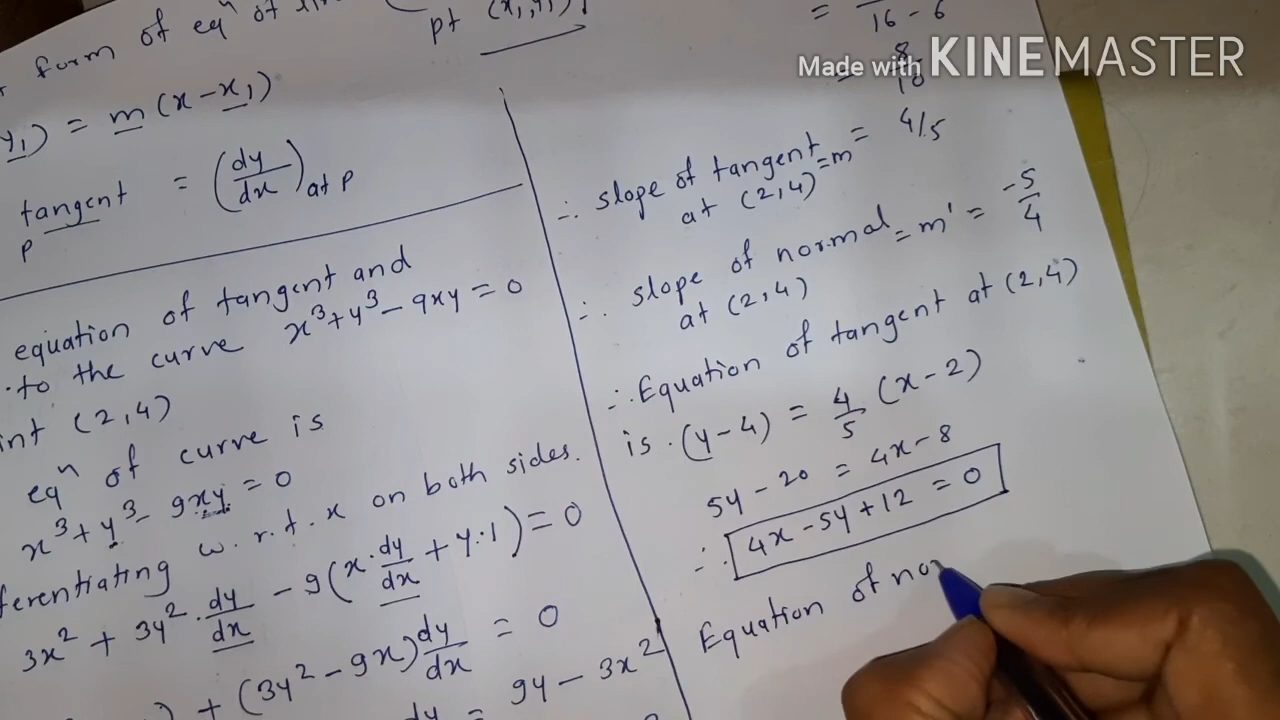 form of eqⁿ of
pt (x₁,y₁)
y₁) = m(x-x₁)
tangent = (dy/dx) at P
P
equation of tangent and
to the curve x³+y³-9xy=0
int (2,4)
eqⁿ of curve is
x³+y³-9xy=0
ferentiating w.r.t. x on both sides.
3x² + 3y²·dy/dx - 9(x·dy/dx + y·1) = 0
) + (3y²-9x)dy/dx = 0
dy = 9y - 3x²
=
16-6
Made with KINEMASTER
= 8/10
= 4/5
∴ slope of tangent = m
at (2,4)
∴ slope of normal = m' = -5/4
at (2,4)
∴ Equation of tangent at (2,4)
is (y-4) = 4/5 (x-2)
5y-20 = 4x-8
∴ 4x-5y+12 = 0
Equation of nor